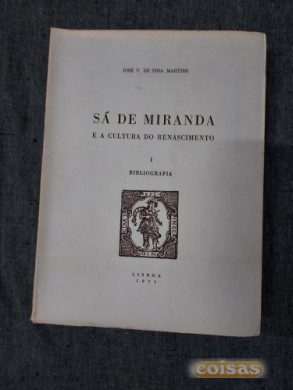 JOSÉ V. DE PINA MARTINS
SÁ DE MIRANDA
E A CULTURA DO RENASCIMENTO
I
BIBLIOGRAFIA
LISBOA
1972
coisas